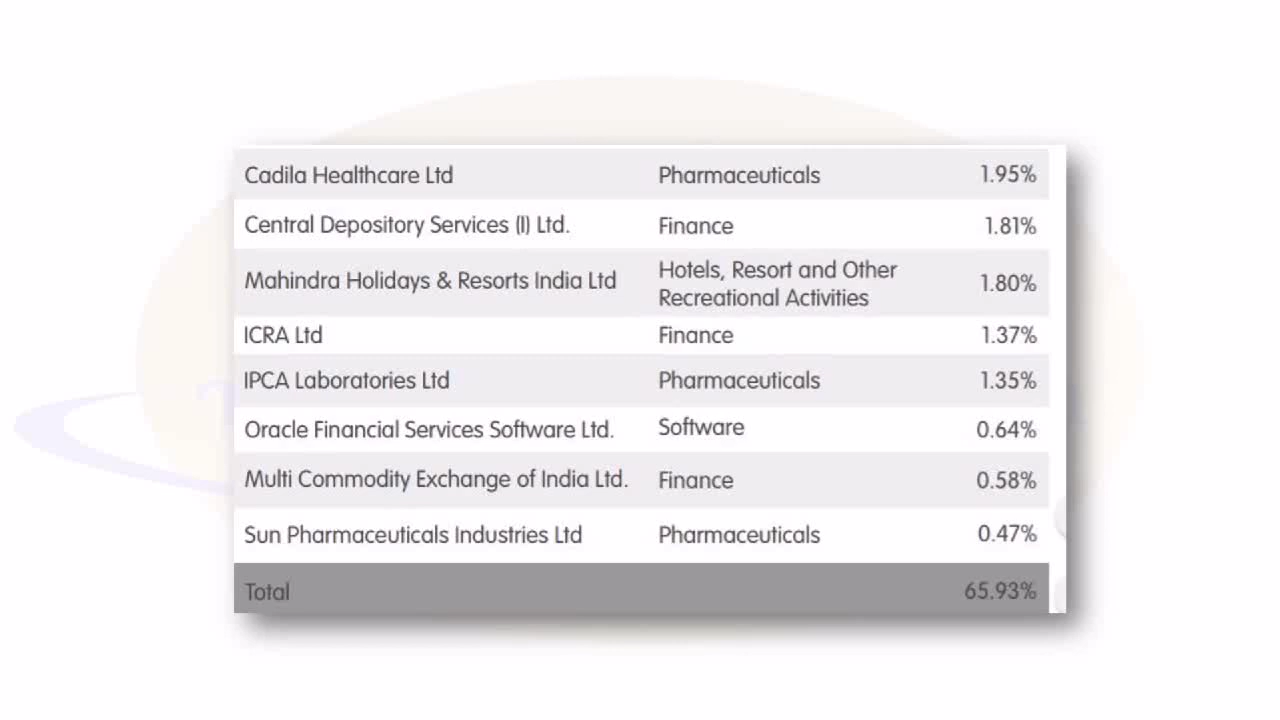 Cadila Healthcare Ltd Pharmaceuticals 1.95%
Central Depository Services (I) Ltd. Finance 1.81%
Mahindra Holidays & Resorts India Ltd Hotels, Resort and Other Recreational Activities 1.80%
ICRA Ltd Finance 1.37%
IPCA Laboratories Ltd Pharmaceuticals 1.35%
Oracle Financial Services Software Ltd. Software 0.64%
Multi Commodity Exchange of India Ltd. Finance 0.58%
Sun Pharmaceuticals Industries Ltd Pharmaceuticals 0.47%
Total 65.93%